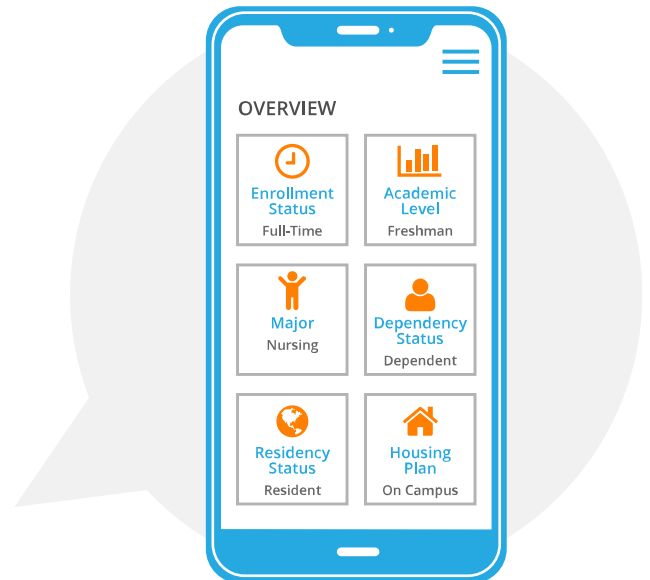 OVERVIEW
Enrollment
Status
Full-Time
Academic
Level
Freshman
Major
Nursing
Dependency
Status
Dependent
Residency
Status
Resident
Housing
Plan
On Campus